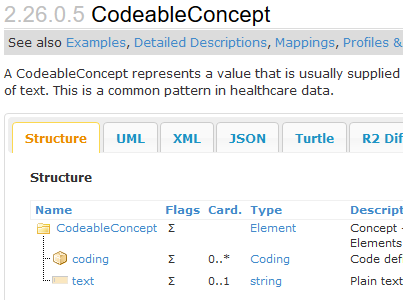 2.26.0.5 CodeableConcept
See also Examples, Detailed Descriptions, Mappings, Profiles &
A CodeableConcept represents a value that is usually supplied
of text. This is a common pattern in healthcare data.
Structure UML XML JSON Turtle R2 Dif
Structure
Name Flags Card. Type Descript
CodeableConcept Σ Element Concept -
Elements
coding Σ 0..* Coding Code def
text Σ 0..1 string Plain text